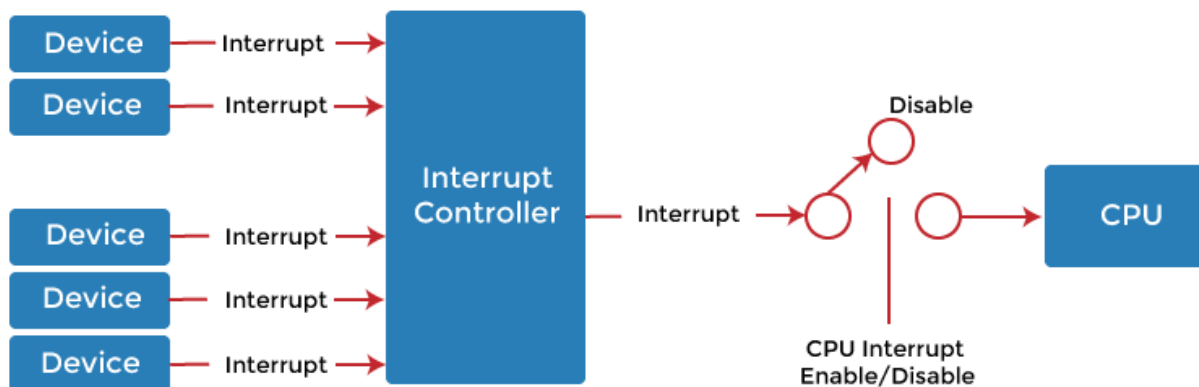 Device
Interrupt
Device
Interrupt
Device
Interrupt
Device
Interrupt
Device
Interrupt
Interrupt
Controller
Interrupt
Disable
CPU Interrupt
Enable/Disable
CPU